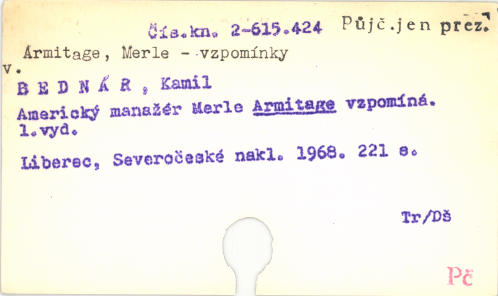 Čís.kn. 2-615.424 Půjč.jen prez.
Armitage, Merle - vzpomínky
v.
BEDNÁR, Kamil
Americký manažér Merle Armitage vzpomíná.
1.vyd.
Liberec, Severočeské nakl. 1968. 221 s.
Tr/Dš
Pč